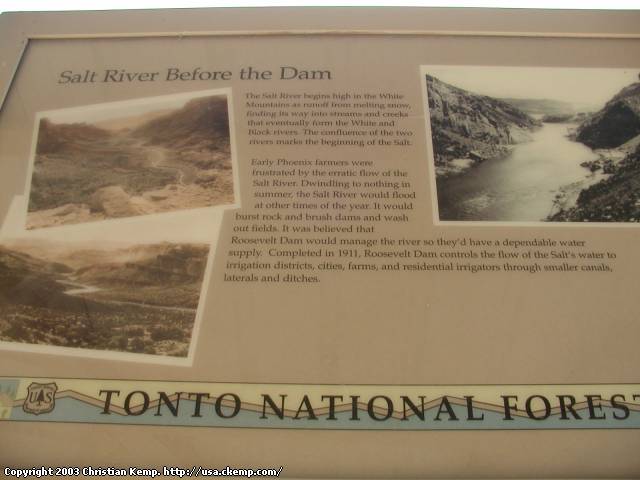 Salt River Before the Dam
The Salt River begins high in the White
Mountains as runoff from melting snow,
finding its way into streams and creeks
that eventually form the White and
Black rivers. The confluence of the two
rivers marks the beginning of the Salt.
Early Phoenix farmers were
frustrated by the erratic flow of the
Salt River. Dwindling to nothing in
summer, the Salt River would flood
at other times of the year. It would
burst rock and brush dams and wash
out fields. It was believed that
Roosevelt Dam would manage the river so they'd have a dependable water
supply. Completed in 1911, Roosevelt Dam controls the flow of the Salt's water to
irrigation districts, cities, farms, and residential irrigators through smaller canals,
laterals and ditches.
UAS
TONTO NATIONAL FOREST
Copyright 2003 Christian Kemp. http://usa.ckemp.com/